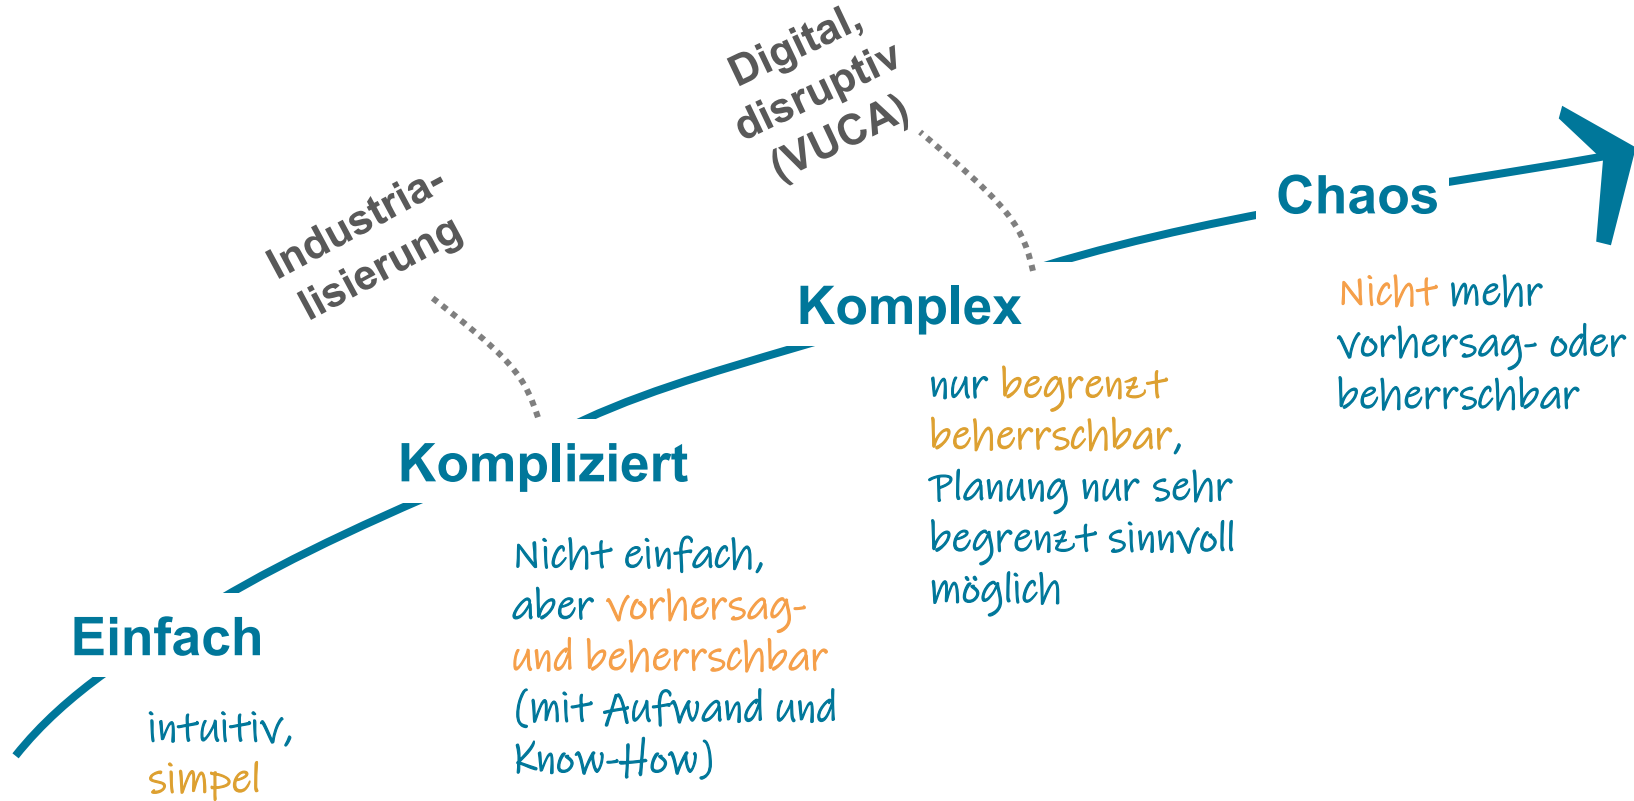 Digital,
disruptiv
(VUCA)
Industria-
lisierung
Chaos
Nicht mehr
vorhersag- oder
beherrschbar
Komplex
nur begrenzt
beherrschbar,
Planung nur sehr
begrenzt sinnvoll
möglich
Kompliziert
Nicht einfach,
aber vorhersag-
und beherrschbar
(mit Aufwand und
Know-How)
Einfach
intuitiv,
simpel